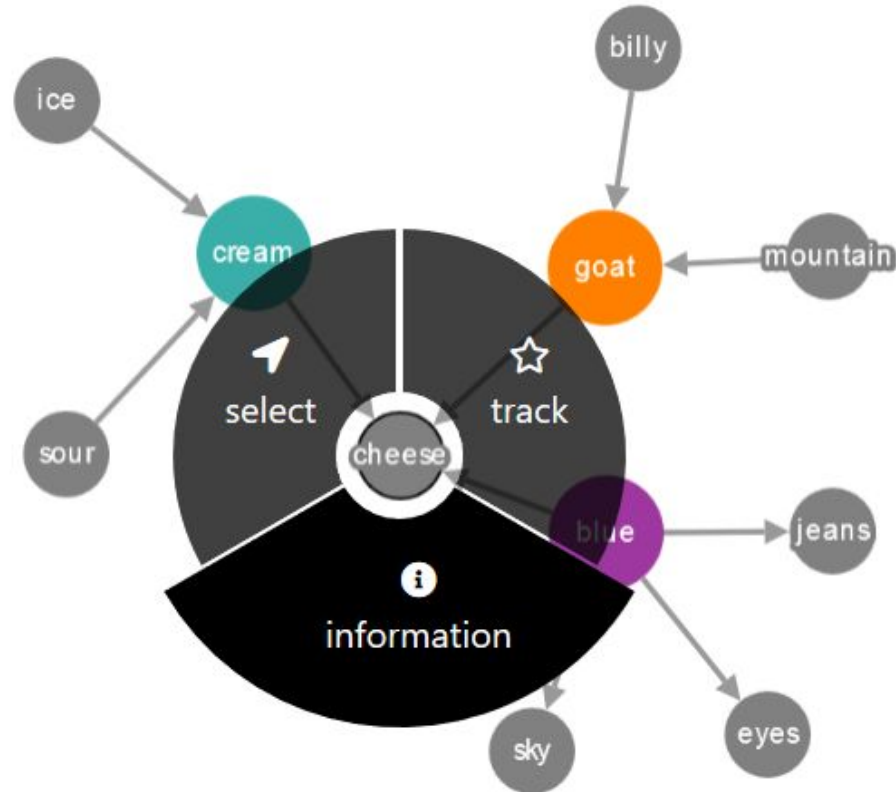 billy
ice
cream
goat
mountain
select
track
cheese
sour
blue
jeans
information
sky
eyes